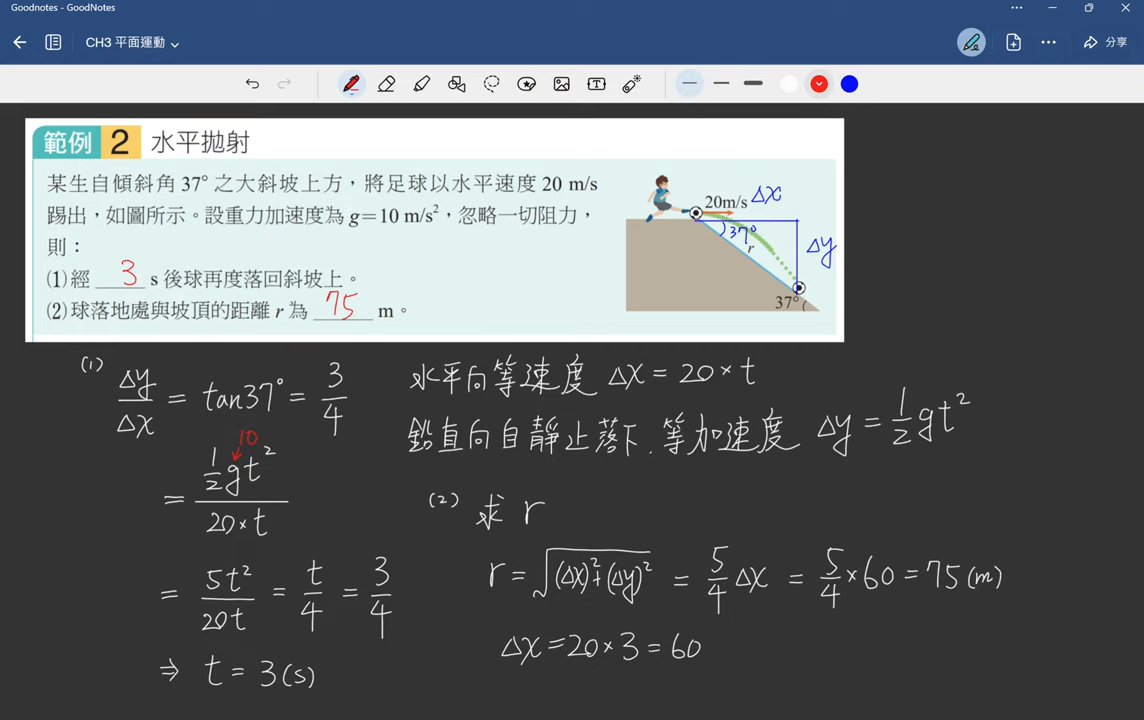 Goodnotes - GoodNotes
CH3 平面運動
分享
範例 2 水平拋射
某生自傾斜角 37° 之大斜坡上方，將足球以水平速度 20 m/s
踢出，如圖所示。設重力加速度為 g=10 m/s²，忽略一切阻力，
則：
(1) 經 3 s 後球再度落回斜坡上。
(2) 球落地處與坡頂的距離 r 為 75 m。
20m/s Δx
37°
r
Δy
37°
(1)
Δy/Δx = tan37° = 3/4
10
= ½gt² / 20×t
= 5t²/20t = t/4 = 3/4
⇒ t = 3(s)
水平向等速度 Δx = 20×t
鉛直向自靜止落下.等加速度 Δy = ½gt²
(2) 求 r
r = √(Δx)²+(Δy)² = 5/4 Δx = 5/4 × 60 = 75(m)
Δx = 20×3 = 60